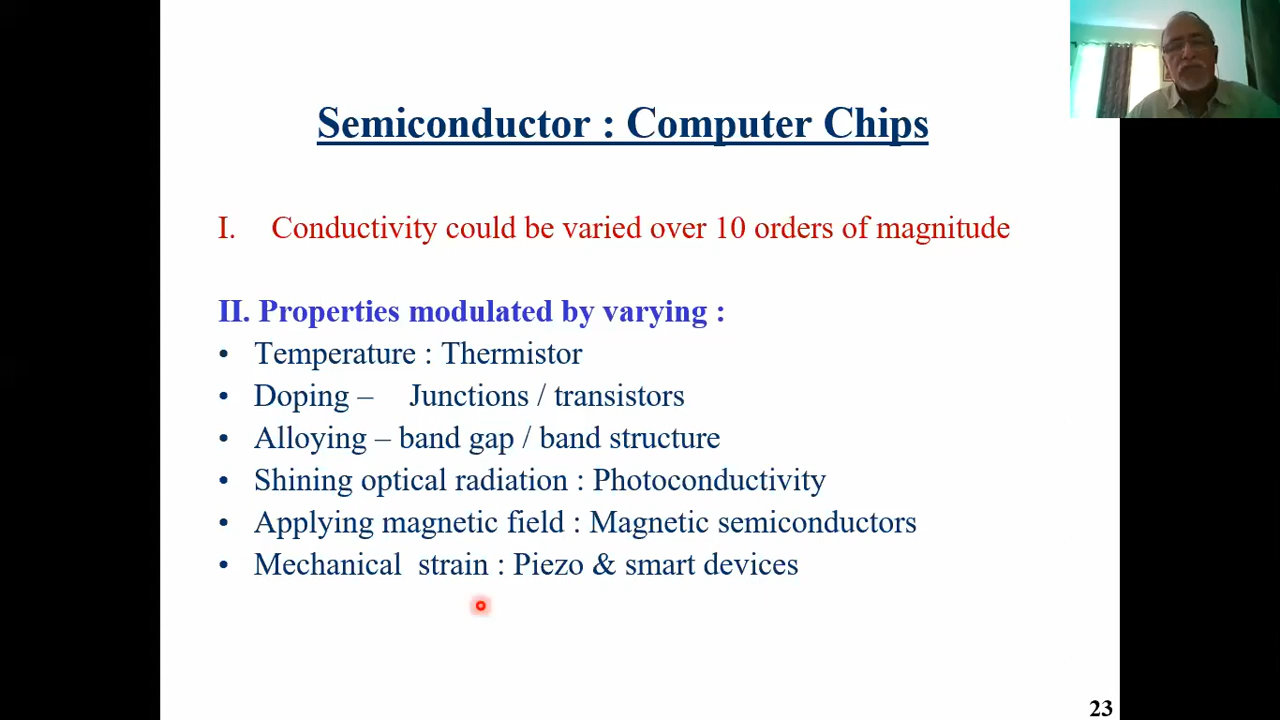 Semiconductor : Computer Chips
I. Conductivity could be varied over 10 orders of magnitude
II. Properties modulated by varying :
• Temperature : Thermistor
• Doping – Junctions / transistors
• Alloying – band gap / band structure
• Shining optical radiation : Photoconductivity
• Applying magnetic field : Magnetic semiconductors
• Mechanical strain : Piezo & smart devices
23